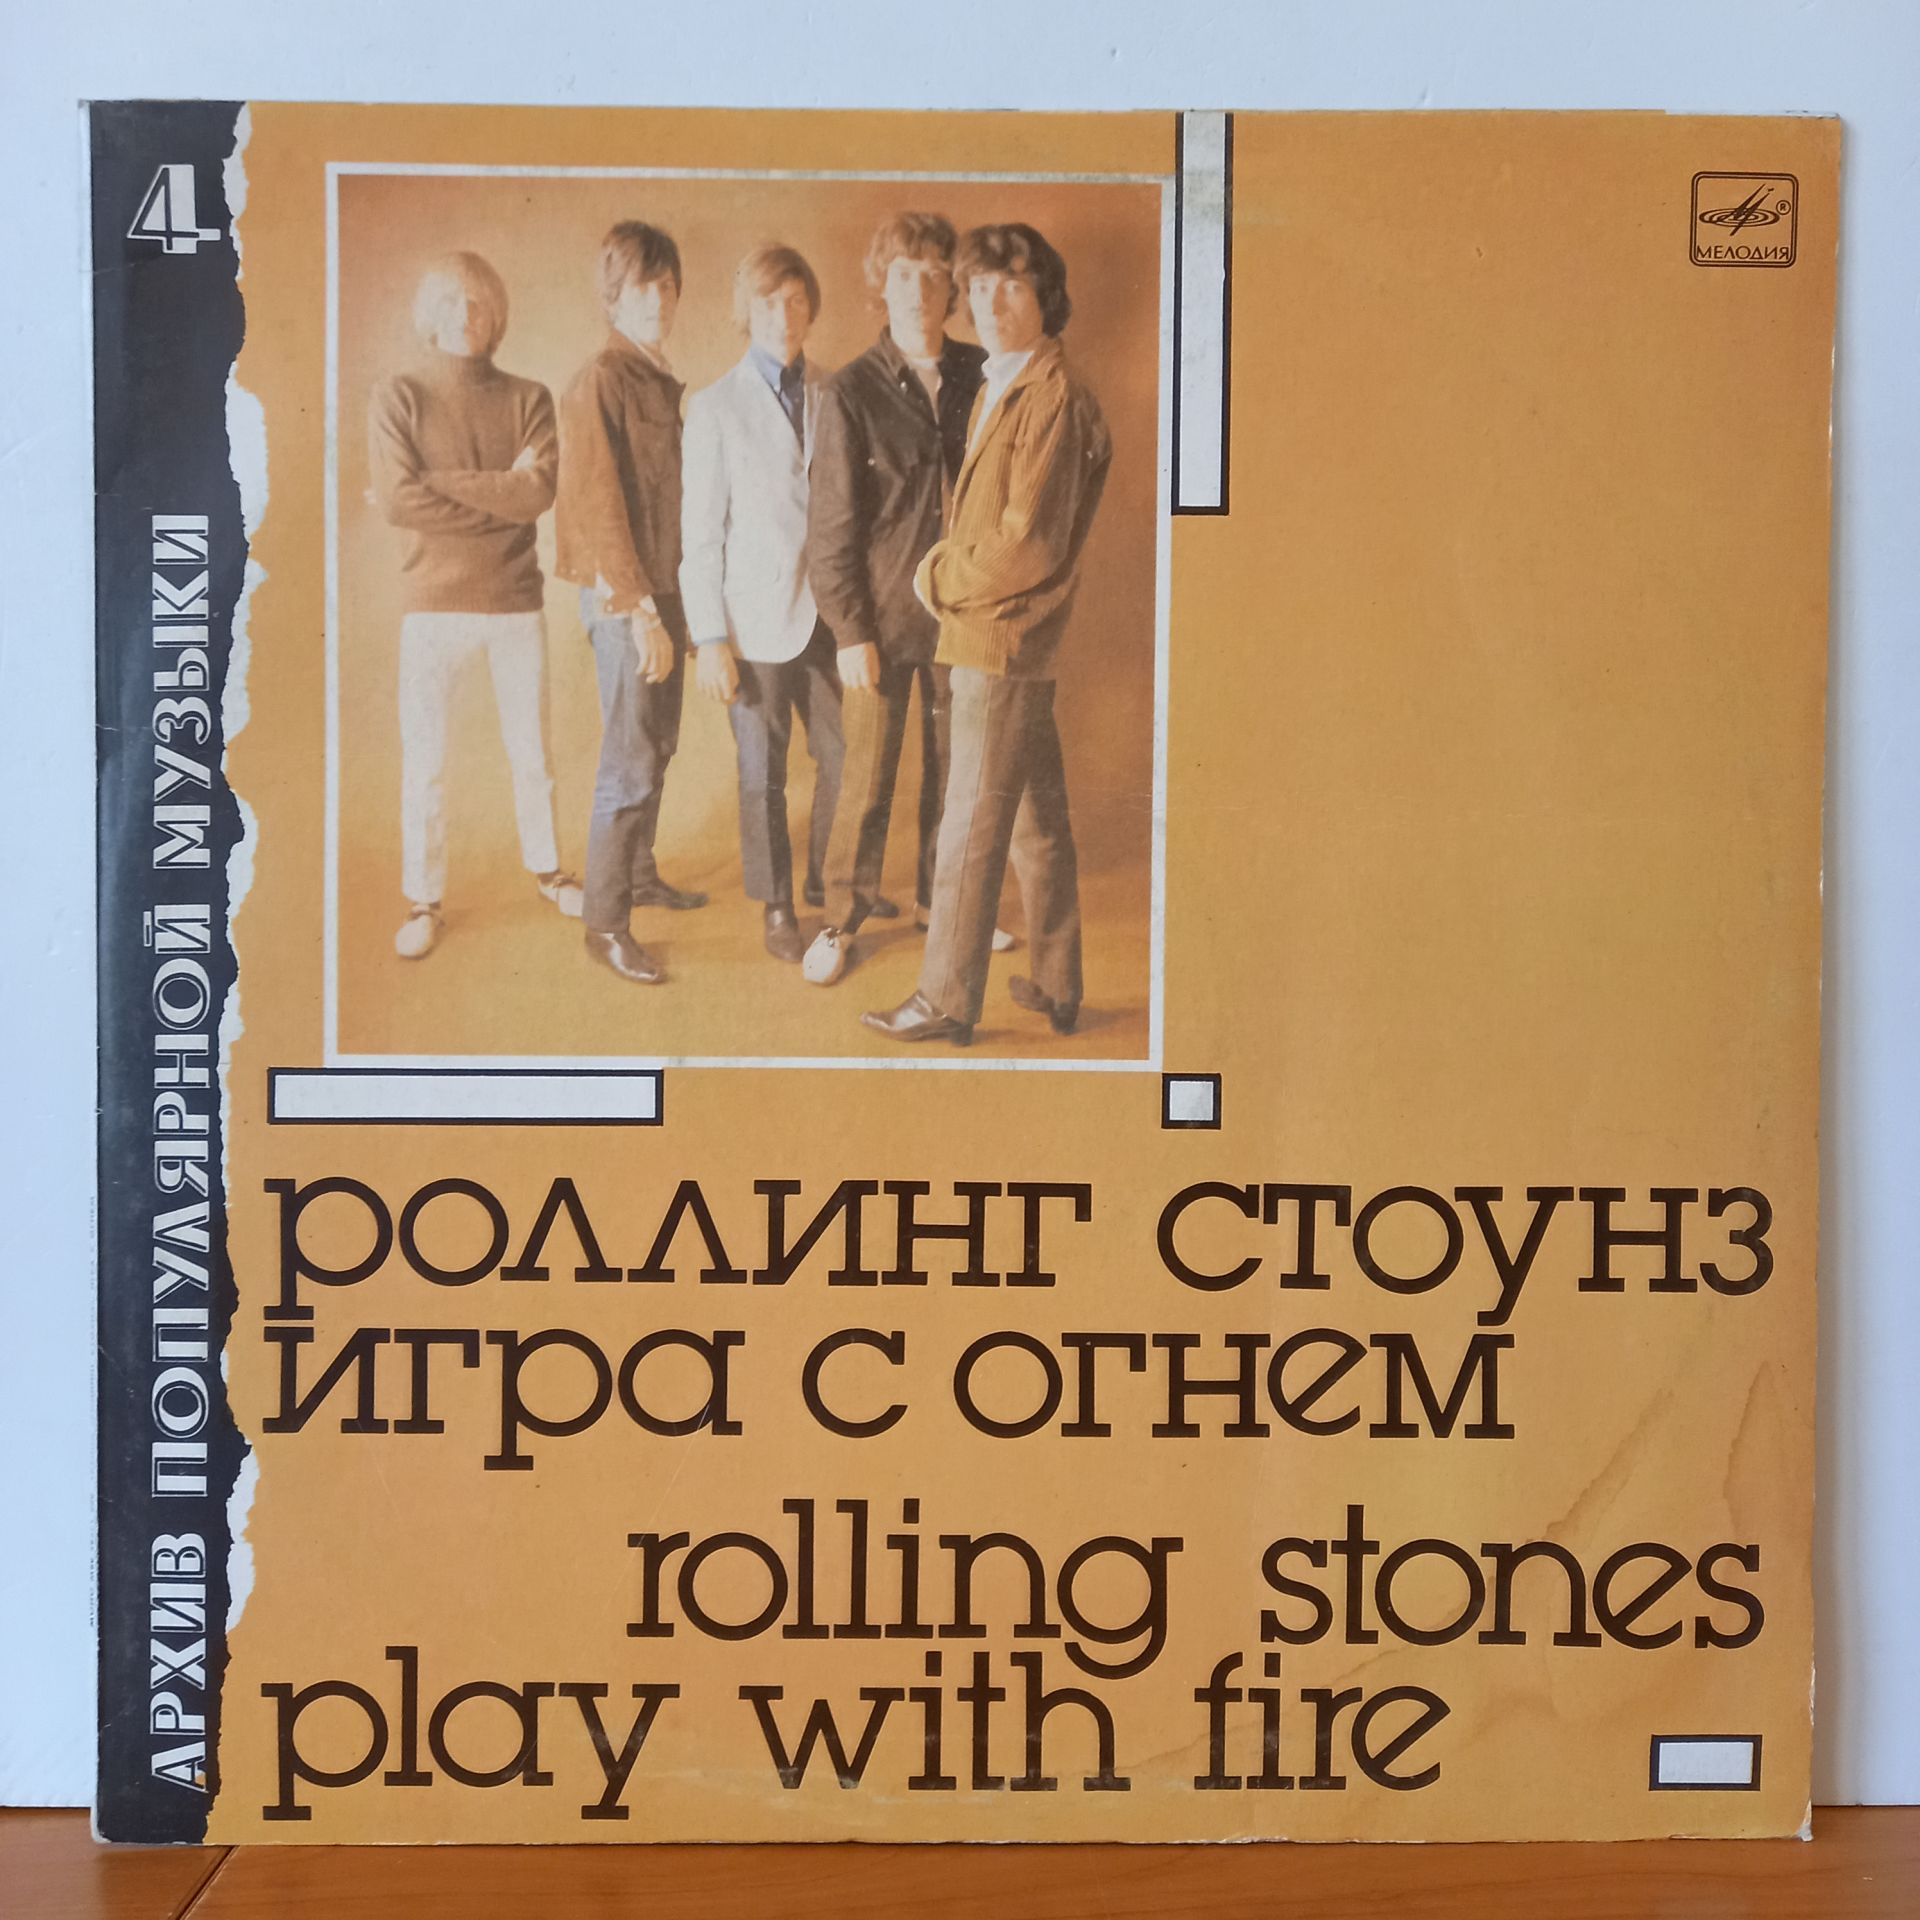 4
АРХИВ ПОПУЛЯРНОЙ МУЗЫКИ
МЕЛОДИЯ ®
роллинг стоунз
игра с огнем
rolling stones
play with fire